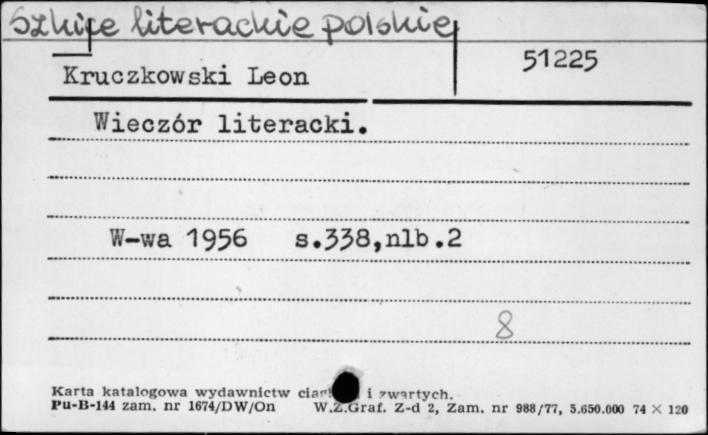 Szkice literackie polskie
51225
Kruczkowski Leon
Wieczór literacki.
W-wa 1956 s.338,nlb.2
8
Karta katalogowa wydawnictw i zwartych.
Pu-B-144 zam. nr 1674/DW/On W.Z.Graf. Z-d 2, Zam. nr 988/77, 5.650.000 74 × 120